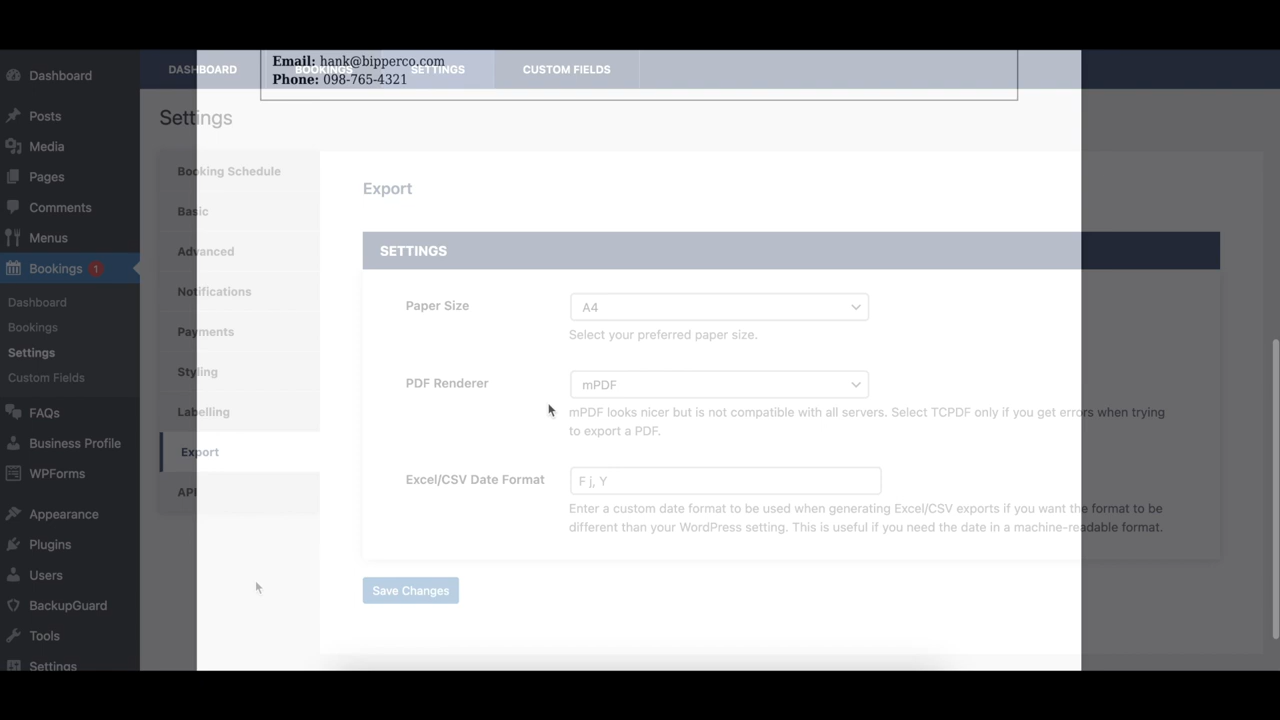 Email: hank@bipperco.com
Phone: 098-765-4321
DASHBOARD
BOOKINGS
SETTINGS
CUSTOM FIELDS
Dashboard
Posts
Media
Pages
Comments
Menus
Bookings 1
Dashboard
Bookings
Settings
Custom Fields
FAQs
Business Profile
WPForms
Appearance
Plugins
Users
BackupGuard
Tools
Settings
Settings
Booking Schedule
Basic
Advanced
Notifications
Payments
Styling
Labelling
Export
API
Export
SETTINGS
Paper Size
A4
Select your preferred paper size.
PDF Renderer
mPDF
mPDF looks nicer but is not compatible with all servers. Select TCPDF only if you get errors when trying
to export a PDF.
Excel/CSV Date Format
F j, Y
Enter a custom date format to be used when generating Excel/CSV exports if you want the format to be
different than your WordPress setting. This is useful if you need the date in a machine-readable format.
Save Changes